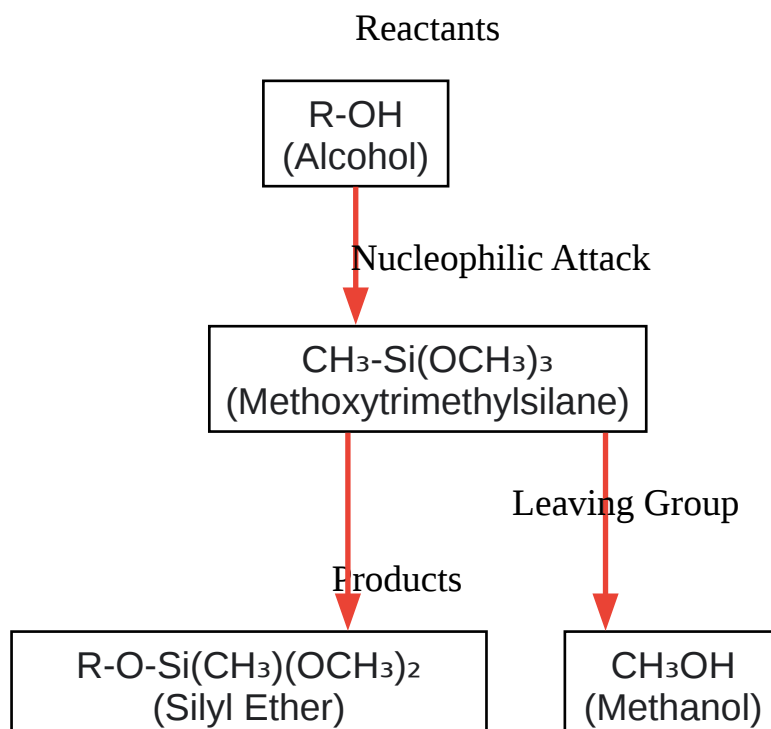 Reactants
R-OH
(Alcohol)
Nucleophilic Attack
CH₃-Si(OCH₃)₃
(Methoxytrimethylsilane)
Leaving Group
Products
R-O-Si(CH₃)(OCH₃)₂
(Silyl Ether)
CH₃OH
(Methanol)